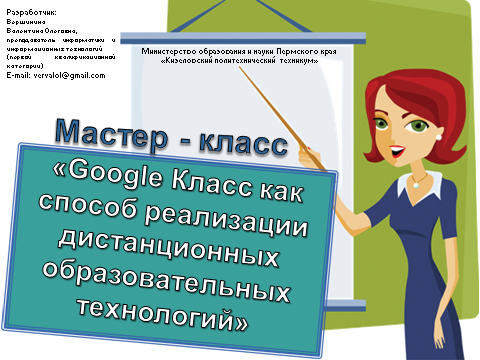 Разработчик:
Вершинина
Валентина Олеговна,
преподаватель информатики и
информационных технологий
(первой квалификационной
категории)
E-mail: vervalol@gmail.com
Министерство образования и науки Пермского края
«Кизеловский политехнический техникум»
Мастер - класс
«Google Класс как
способ реализации
дистанционных
образовательных
технологий»